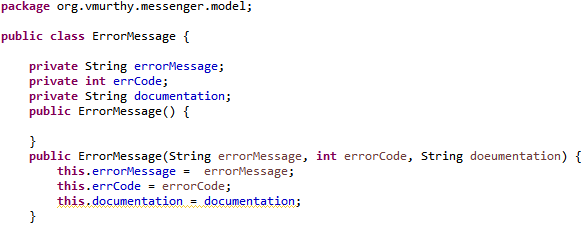 package org.vmurthy.messenger.model;
public class ErrorMessage {
private String errorMessage;
private int errCode;
private String documentation;
public ErrorMessage() {
}
public ErrorMessage(String errorMessage, int errorCode, String doeumentation) {
this.errorMessage =  errorMessage;
this.errCode = errorCode;
this.documentation = documentation;
}